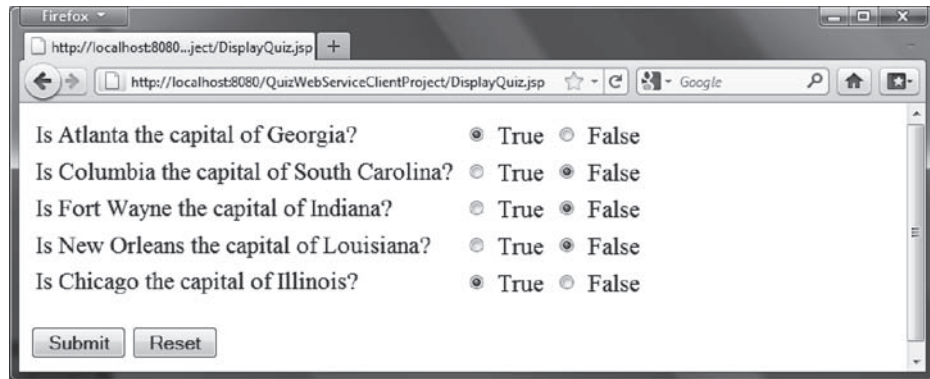 Firefox
http://localhost:8080...ject/DisplayQuiz.jsp +
http://localhost:8080/QuizWebServiceClientProject/DisplayQuiz.jsp Google
Is Atlanta the capital of Georgia? True False
Is Columbia the capital of South Carolina? True False
Is Fort Wayne the capital of Indiana? True False
Is New Orleans the capital of Louisiana? True False
Is Chicago the capital of Illinois? True False
Submit Reset